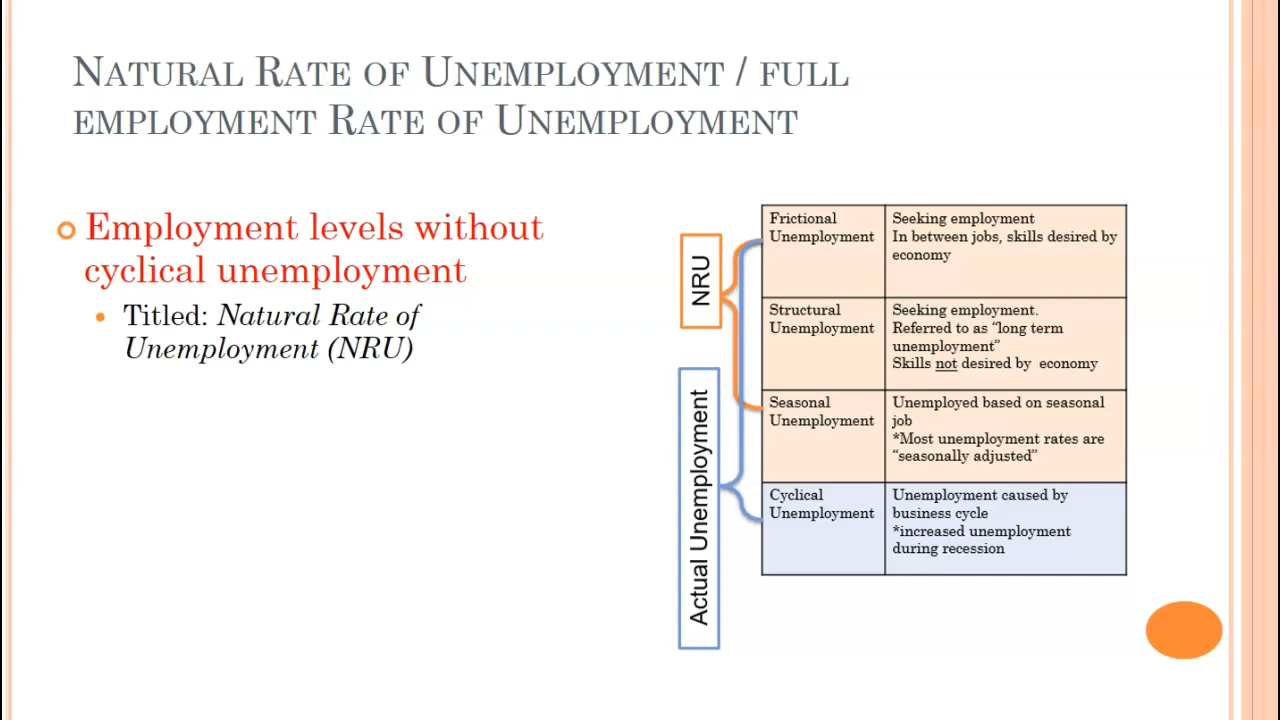 NATURAL RATE OF UNEMPLOYMENT / FULL
EMPLOYMENT RATE OF UNEMPLOYMENT
Employment levels without
cyclical unemployment
Titled: Natural Rate of
Unemployment (NRU)
NRU
Actual Unemployment
Frictional
Unemployment
Seeking employment
In between jobs, skills desired by
economy
Structural
Unemployment
Seeking employment.
Referred to as “long term
unemployment”
Skills not desired by economy
Seasonal
Unemployment
Unemployed based on seasonal
job
*Most unemployment rates are
“seasonally adjusted”
Cyclical
Unemployment
Unemployment caused by
business cycle
*increased unemployment
during recession